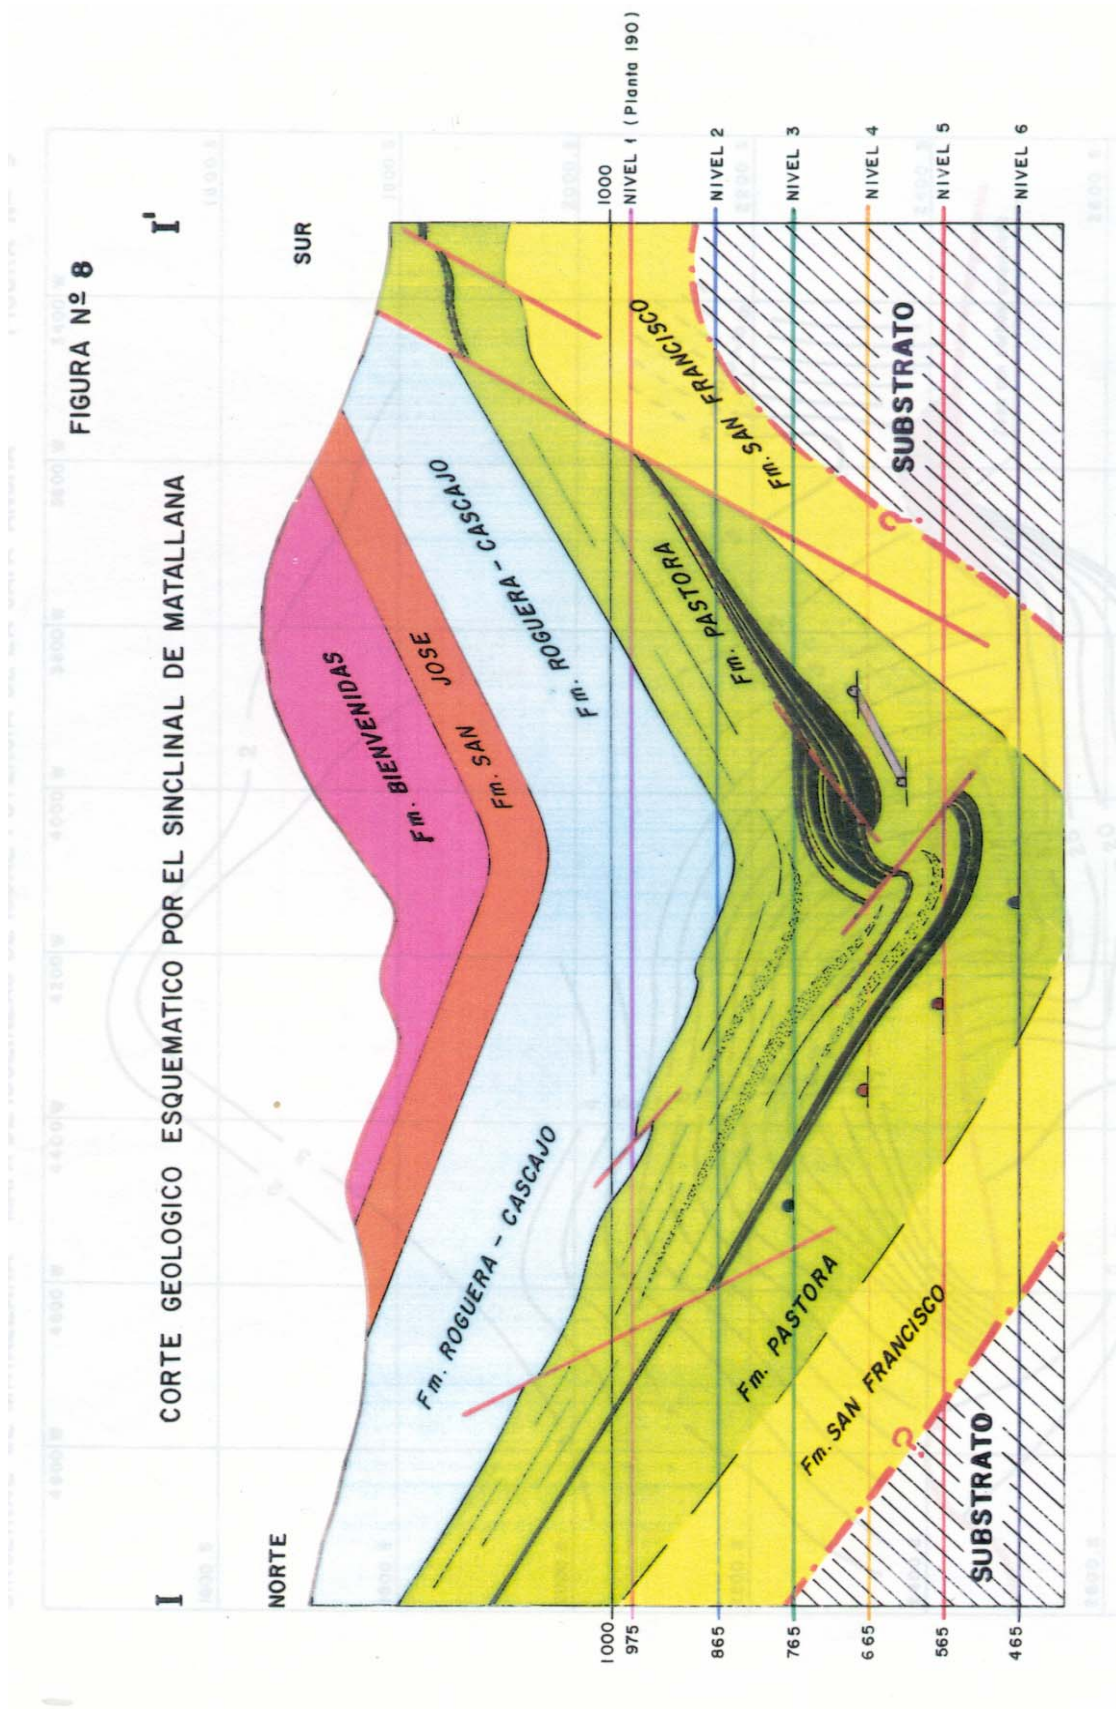 FIGURA Nº 8
I
CORTE GEOLOGICO ESQUEMATICO POR EL SINCLINAL DE MATALLANA
I'
NORTE
SUR
Fm. BIENVENIDAS
Fm. SAN JOSE
Fm. ROGUERA - CASCAJO
Fm. ROGUERA - CASCAJO
Fm. PASTORA
Fm. PASTORA
Fm. SAN FRANCISCO
Fm. SAN FRANCISCO
?
?
SUBSTRATO
SUBSTRATO
1000
1000
975
NIVEL 1 (Planta 190)
865
NIVEL 2
765
NIVEL 3
665
NIVEL 4
565
NIVEL 5
465
NIVEL 6